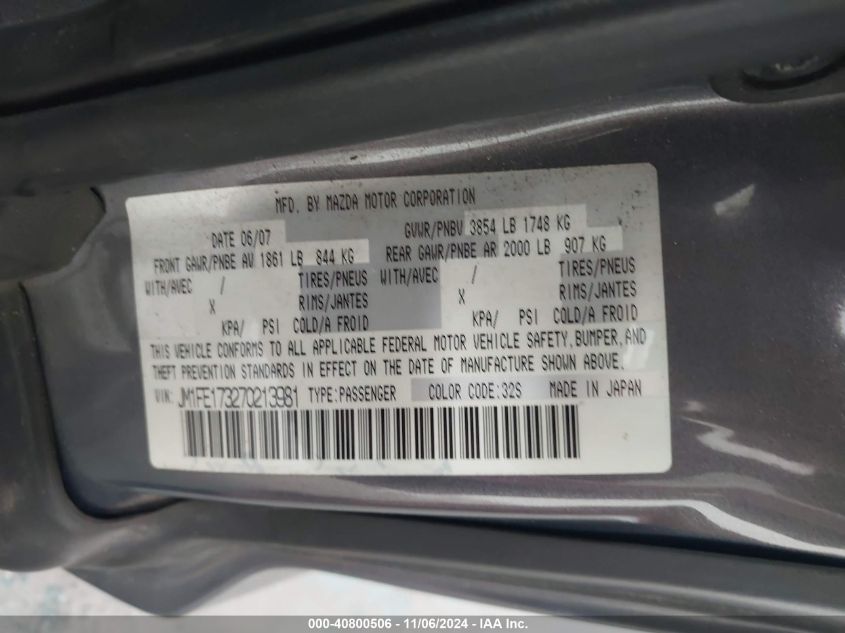 MFD. BY MAZDA MOTOR CORPORATION
DATE 06/07 GVWR/PNBV 3854 LB 1748 KG
FRONT GAWR/PNBE AV 1861 LB 844 KG REAR GAWR/PNBE AR 2000 LB 907 KG
WITH/AVEC / TIRES/PNEUS WITH/AVEC / TIRES/PNEUS
X RIMS/JANTES X RIMS/JANTES
KPA/ PSI COLD/A FROID KPA/ PSI COLD/A FROID
THIS VEHICLE CONFORMS TO ALL APPLICABLE FEDERAL MOTOR VEHICLE SAFETY, BUMPER, AND
THEFT PREVENTION STANDARDS IN EFFECT ON THE DATE OF MANUFACTURE SHOWN ABOVE.
VIN: JM1FE173270213981 TYPE:PASSENGER COLOR CODE:32S MADE IN JAPAN
000-40800506 - 11/06/2024 - IAA Inc.